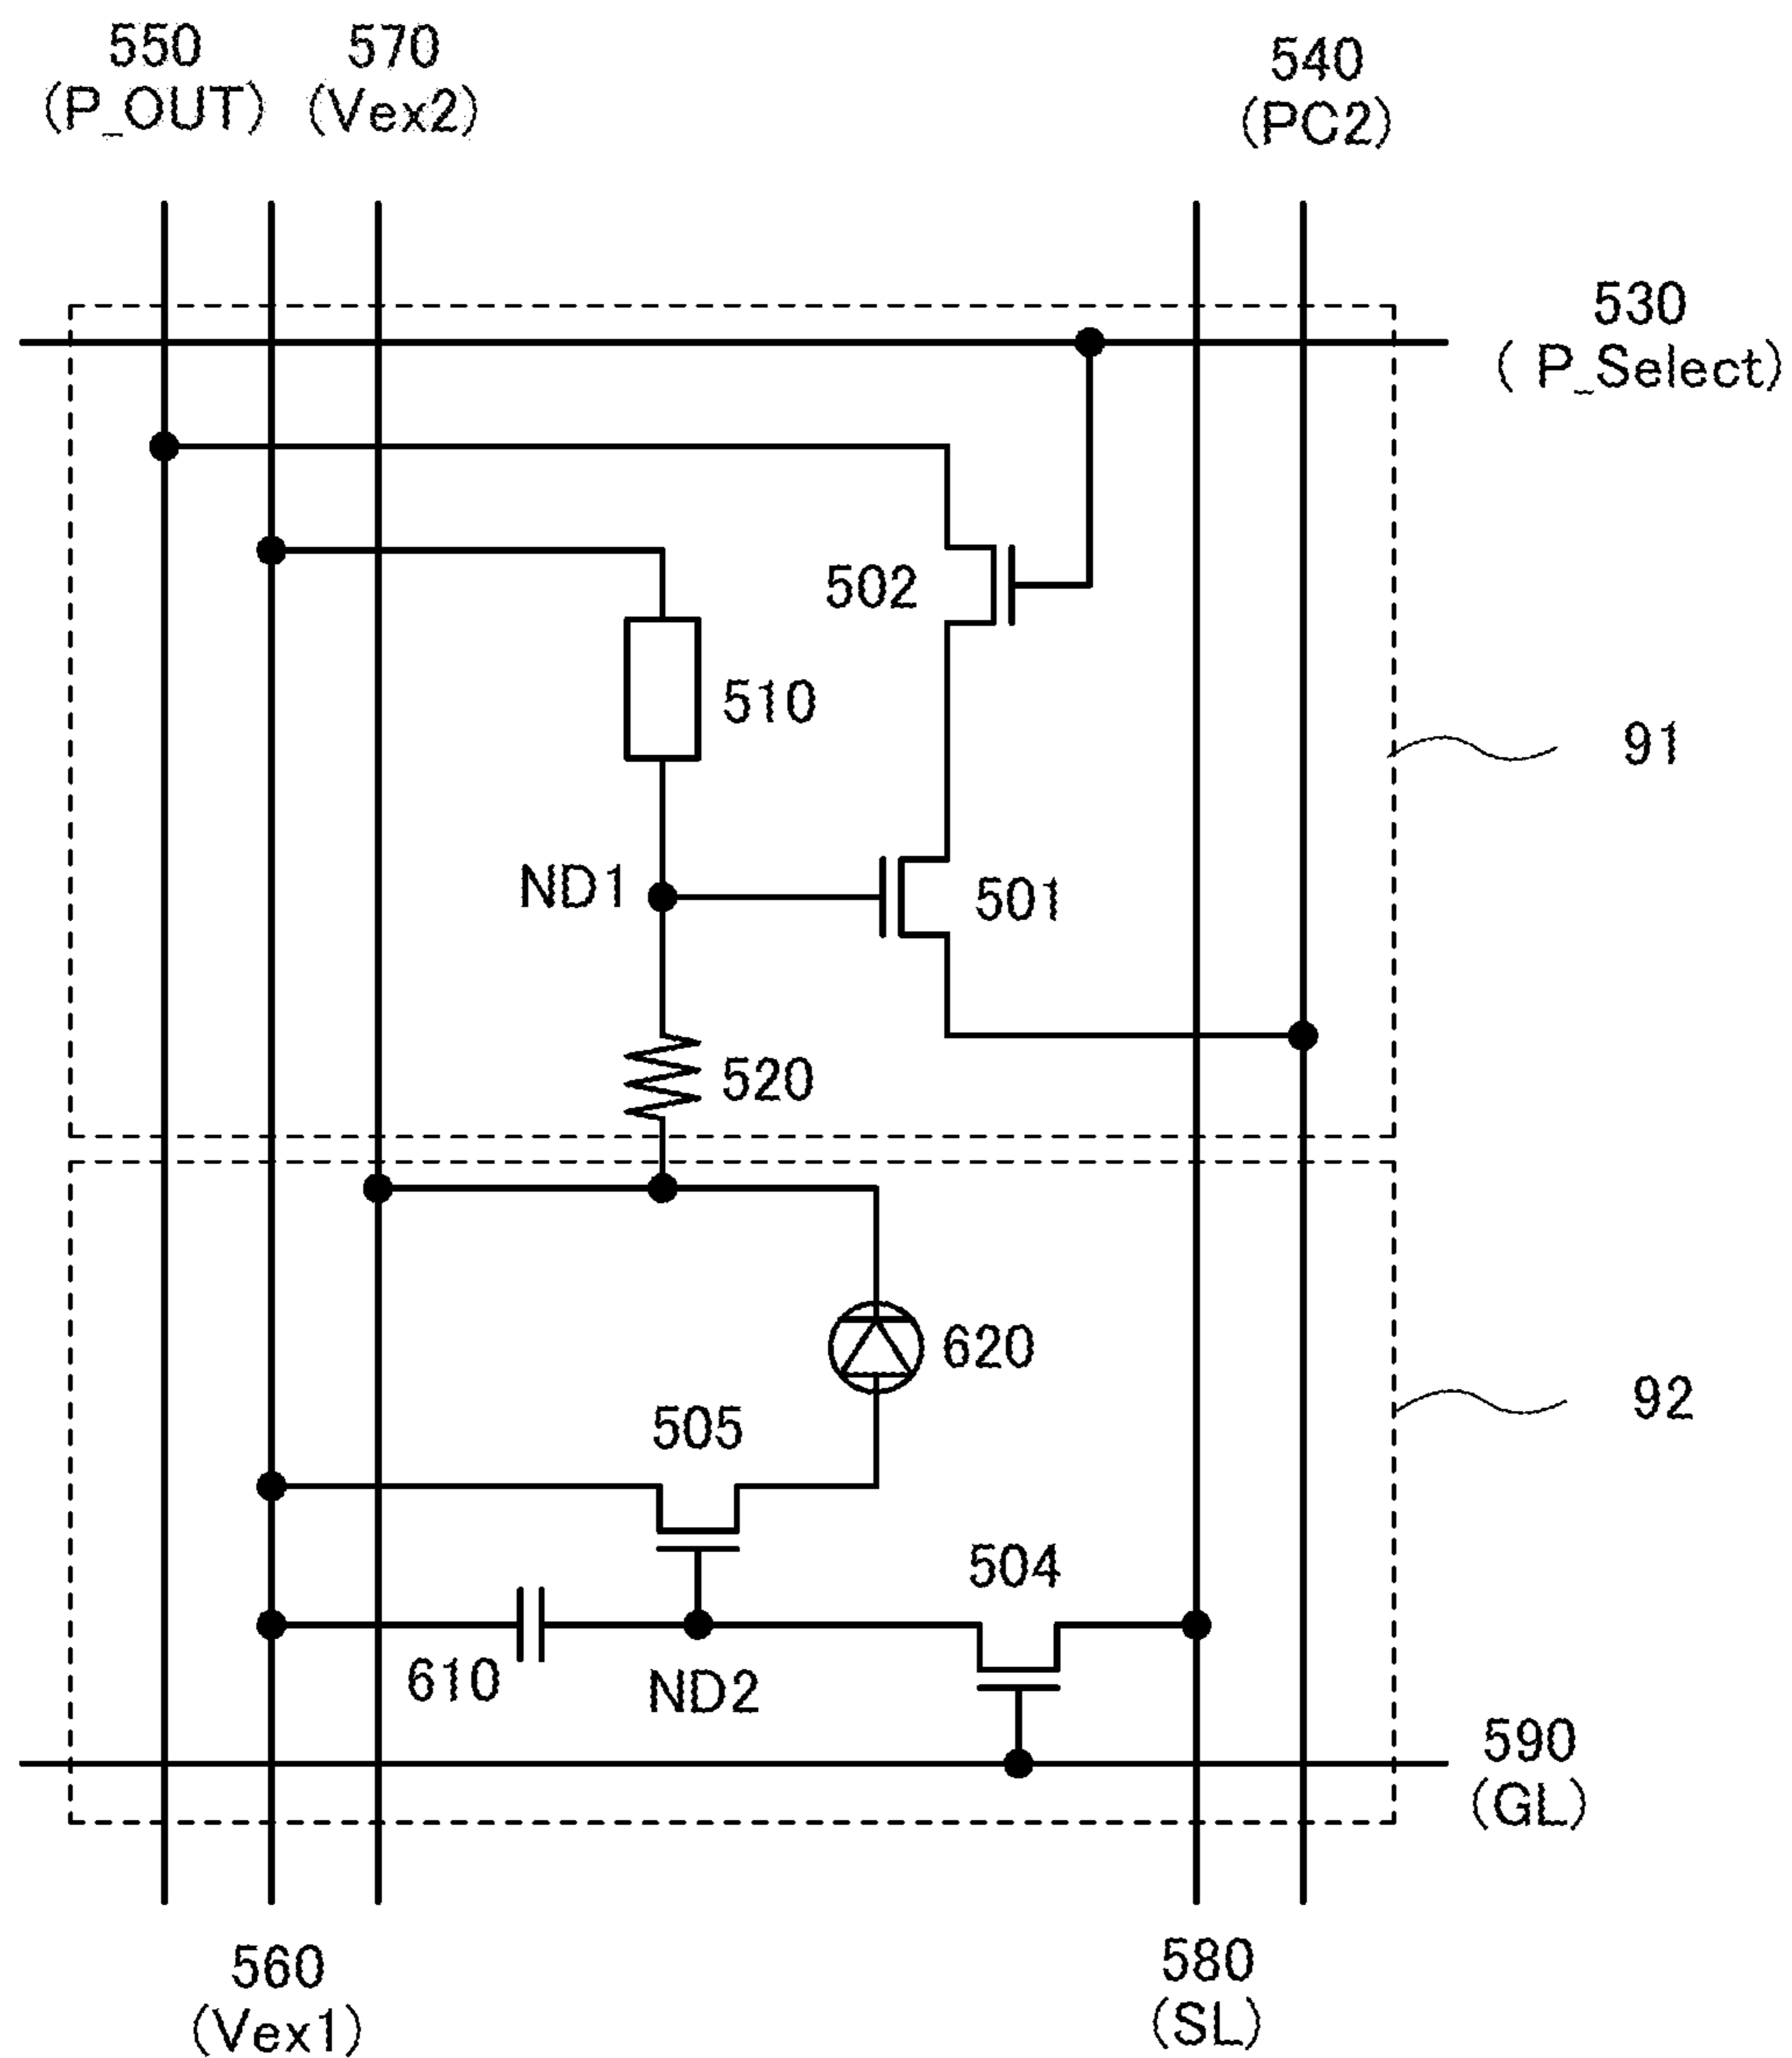 550
(P_OUT)
570
(Vex2)
540
(PC2)
530
( P_Select)
502
510
91
ND1
501
520
620
92
505
504
610
ND2
590
(GL)
560
(Vex1)
580
(SL)